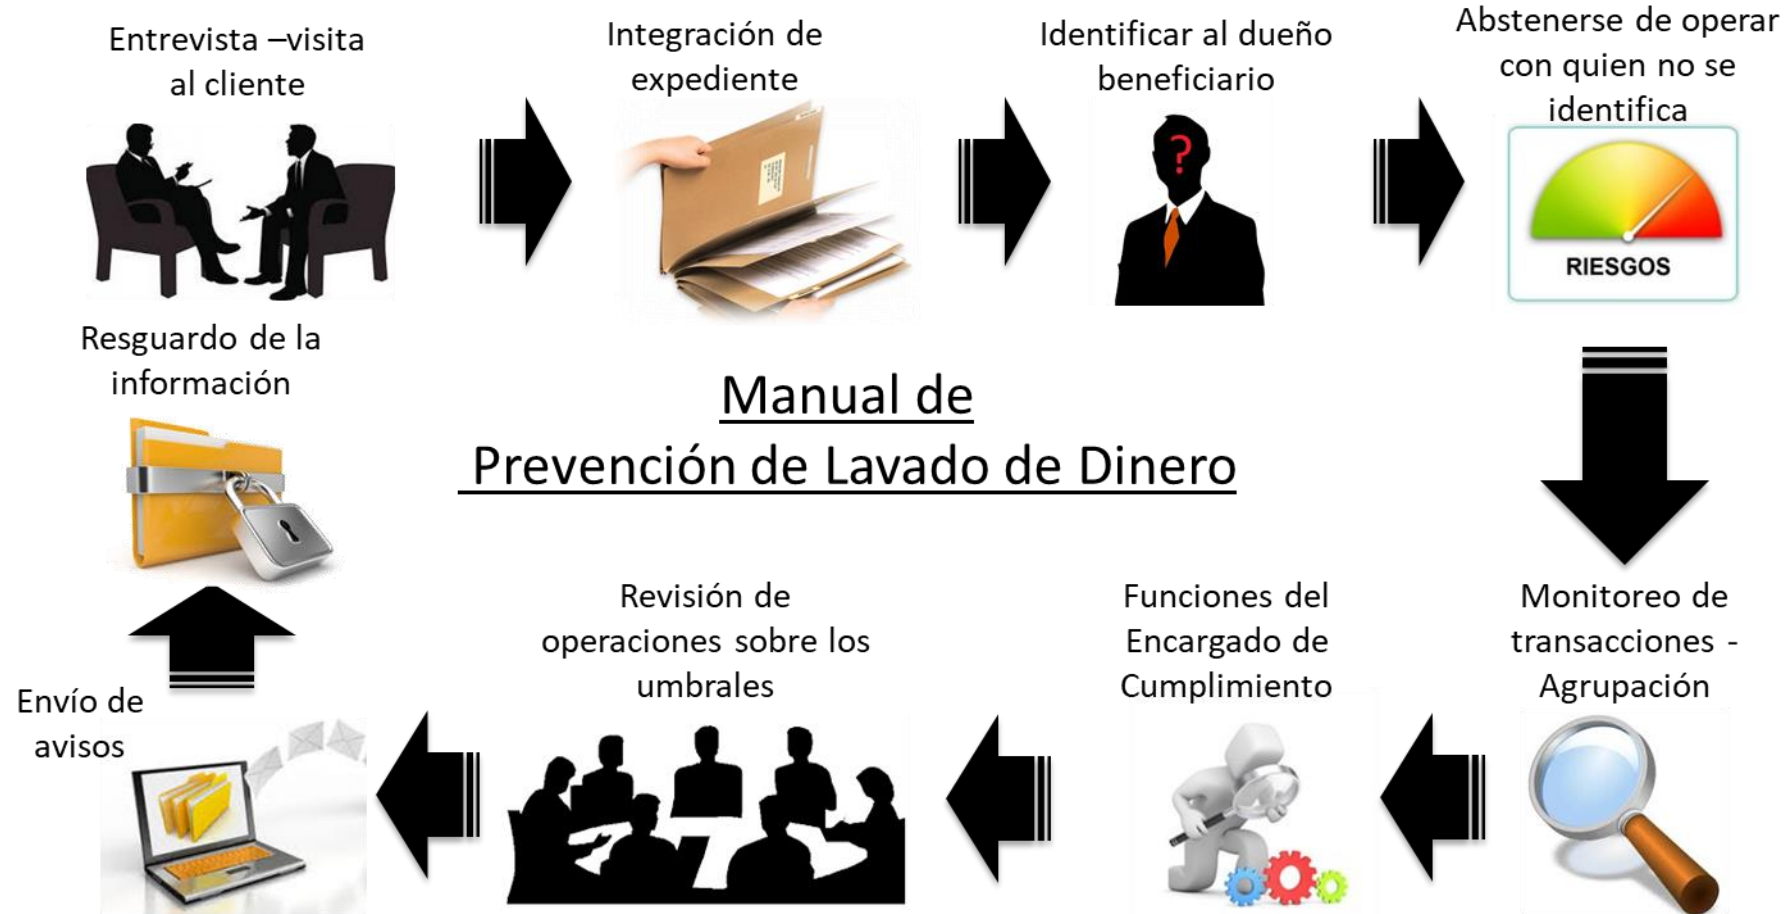 Entrevista –visita
al cliente
Integración de
expediente
Identificar al dueño
beneficiario
Abstenerse de operar
con quien no se
identifica
?
RIESGOS
Manual de
Prevención de Lavado de Dinero
Monitoreo de
transacciones -
Agrupación
Funciones del
Encargado de
Cumplimiento
Revisión de
operaciones sobre los
umbrales
Envío de
avisos
Resguardo de la
información